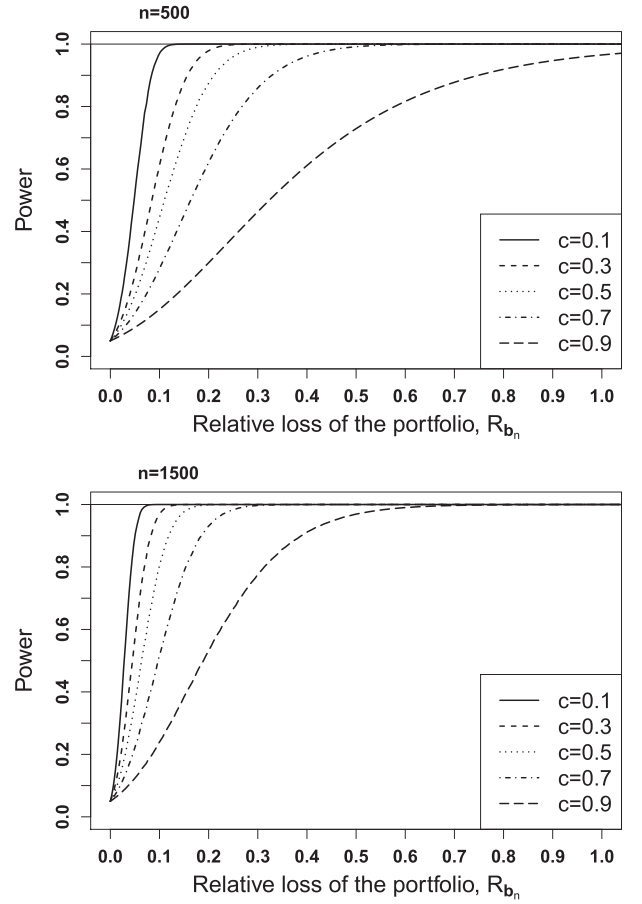 n=500
Power
0.0 0.2 0.4 0.6 0.8 1.0
c=0.1
c=0.3
c=0.5
c=0.7
c=0.9
0.0 0.1 0.2 0.3 0.4 0.5 0.6 0.7 0.8 0.9 1.0
Relative loss of the portfolio, R_{b_n}
n=1500
Power
0.0 0.2 0.4 0.6 0.8 1.0
c=0.1
c=0.3
c=0.5
c=0.7
c=0.9
0.0 0.1 0.2 0.3 0.4 0.5 0.6 0.7 0.8 0.9 1.0
Relative loss of the portfolio, R_{b_n}